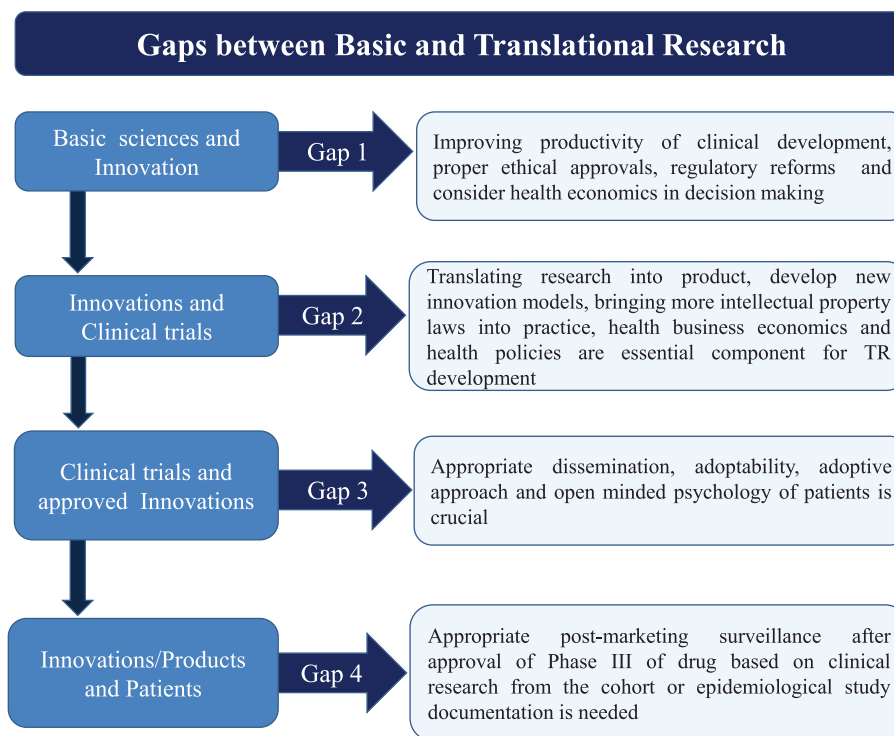 Gaps between Basic and Translational Research
Basic sciences and
Innovation
Gap 1
Improving productivity of clinical development,
proper ethical approvals, regulatory reforms and
consider health economics in decision making
Innovations and
Clinical trials
Gap 2
Translating research into product, develop new
innovation models, bringing more intellectual property
laws into practice, health business economics and
health policies are essential component for TR
development
Clinical trials and
approved Innovations
Gap 3
Appropriate dissemination, adoptability, adoptive
approach and open minded psychology of patients is
crucial
Innovations/Products
and Patients
Gap 4
Appropriate post-marketing surveillance after
approval of Phase III of drug based on clinical
research from the cohort or epidemiological study
documentation is needed